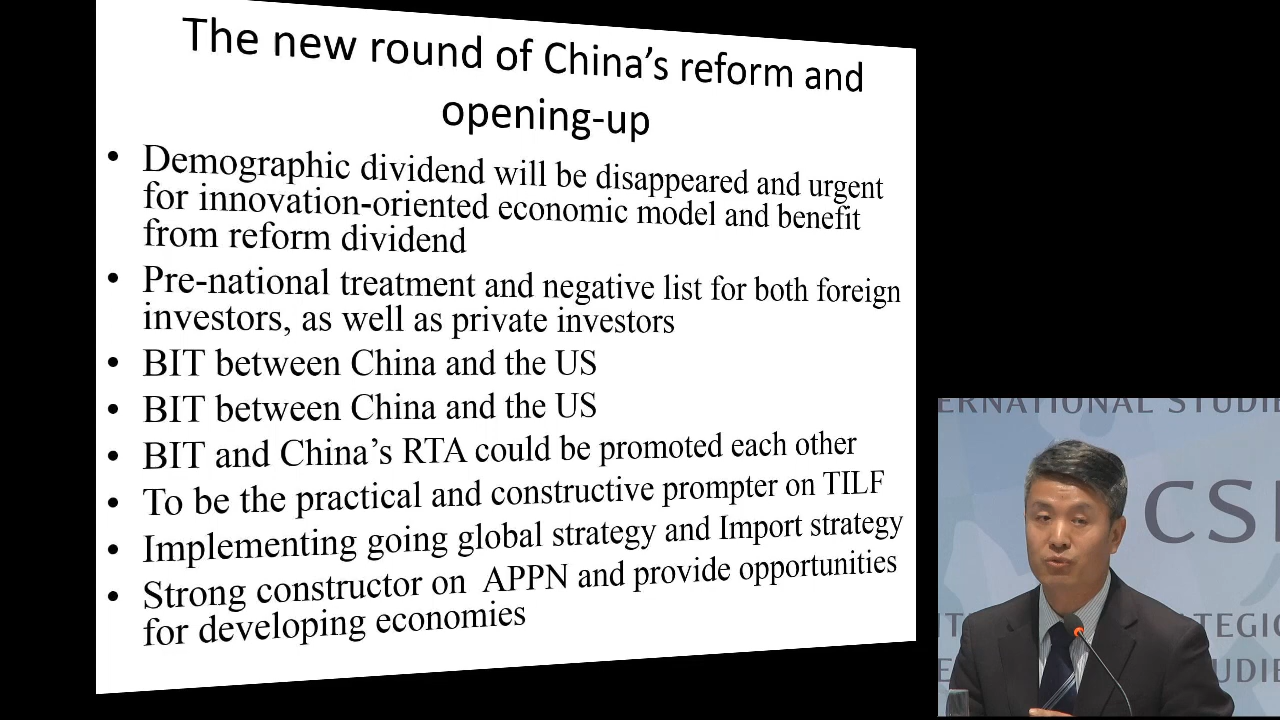 The new round of China's reform and
opening-up
• Demographic dividend will be disappeared and urgent
for innovation-oriented economic model and benefit
from reform dividend
• Pre-national treatment and negative list for both foreign
investors, as well as private investors
• BIT between China and the US
• BIT between China and the US
• BIT and China's RTA could be promoted each other
• To be the practical and constructive prompter on TILF
• Implementing going global strategy and Import strategy
• Strong constructor on APPN and provide opportunities
for developing economies
ERNATIONAL STUDIE
CSI
TEGIC
UDIE